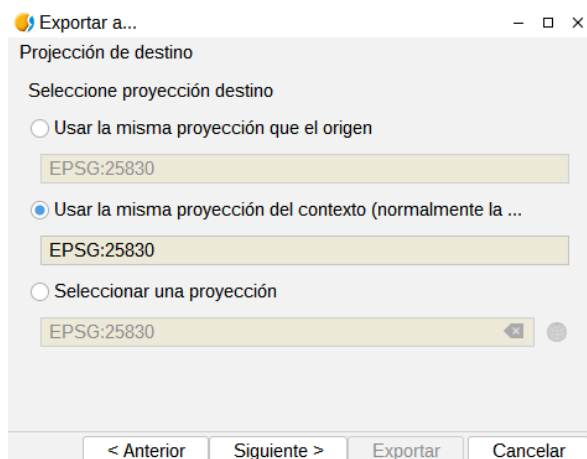 Exportar a...
Proyección de destino
Seleccione proyección destino
Usar la misma proyección que el origen
EPSG:25830
Usar la misma proyección del contexto (normalmente la ...
EPSG:25830
Seleccionar una proyección
EPSG:25830
< Anterior Siguiente > Exportar Cancelar